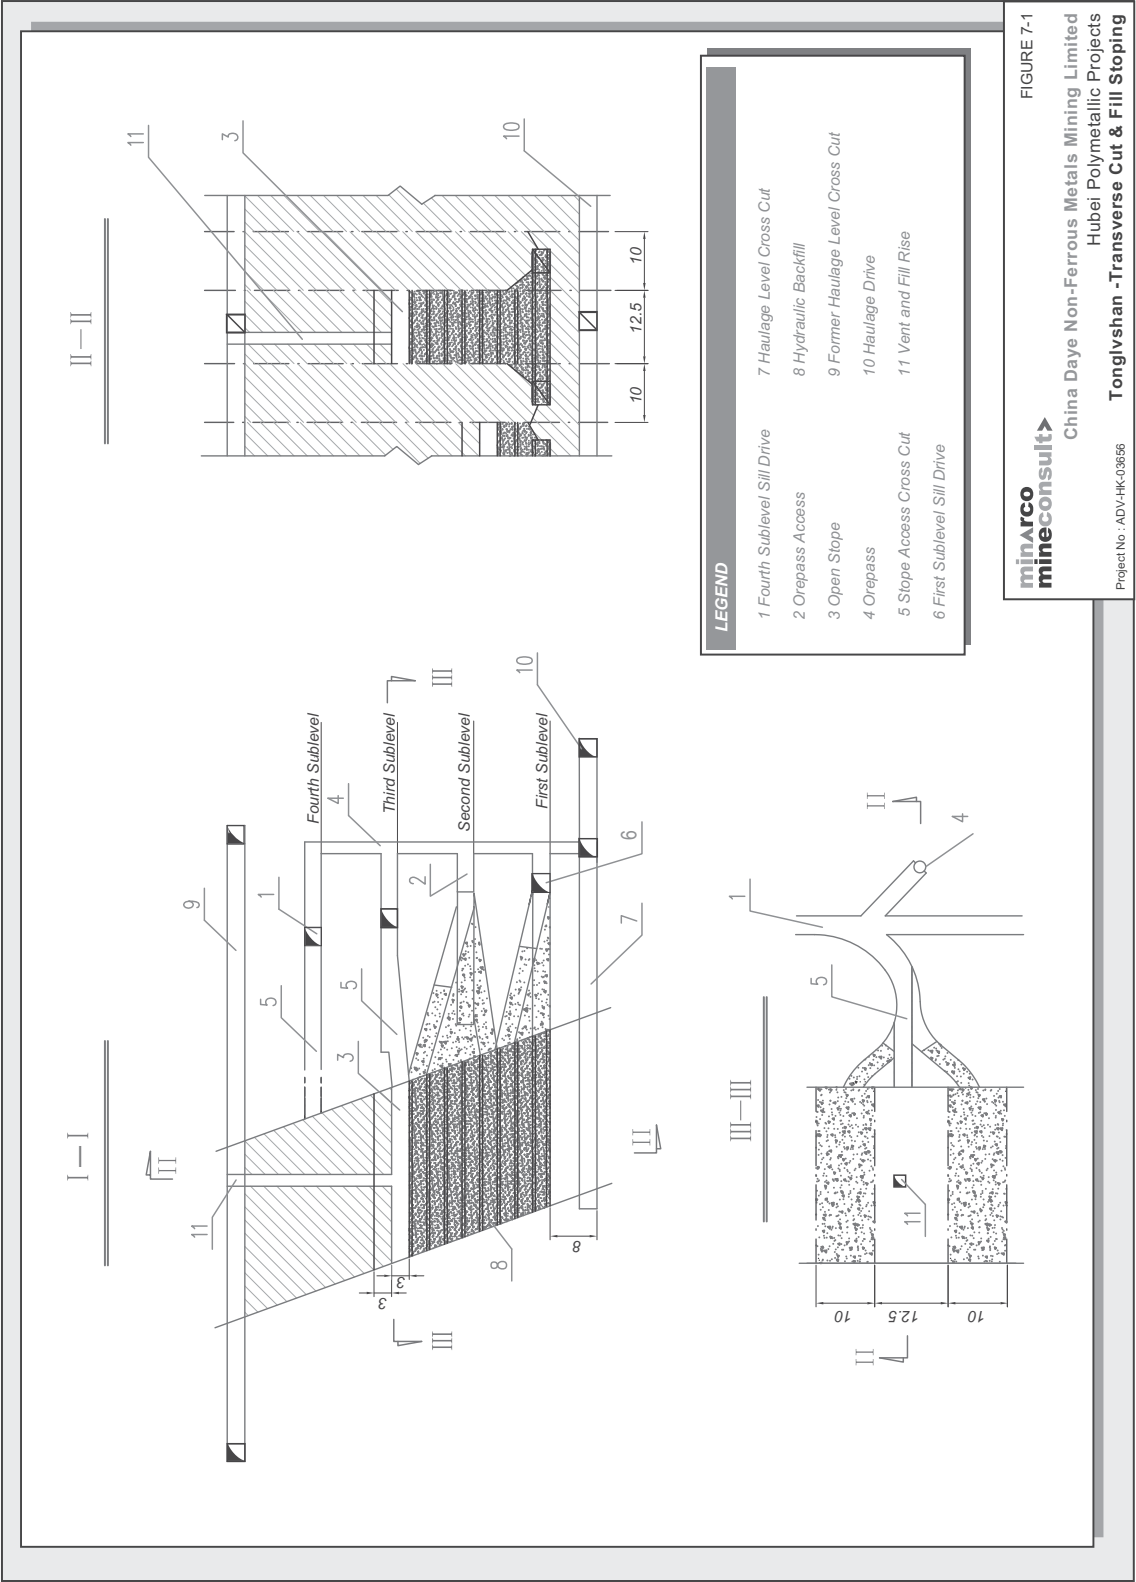 I—I
II
11
9
5
1
Fourth Sublevel
4
Third Sublevel
III
3
5
2
Second Sublevel
First Sublevel
10
3
3
III
8
8
II
7
6
II—II
11
3
10
10
12.5
10
III—III
5
1
II
4
11
10
12.5
10
II
LEGEND
1 Fourth Sublevel Sill Drive
2 Orepass Access
3 Open Stope
4 Orepass
5 Stope Access Cross Cut
6 First Sublevel Sill Drive
7 Haulage Level Cross Cut
8 Hydraulic Backfill
9 Former Haulage Level Cross Cut
10 Haulage Drive
11 Vent and Fill Rise
minarco
mineconsult>
Project No : ADV-HK-03656
FIGURE 7-1
China Daye Non-Ferrous Metals Mining Limited
Hubei Polymetallic Projects
Tonglvshan -Transverse Cut & Fill Stoping